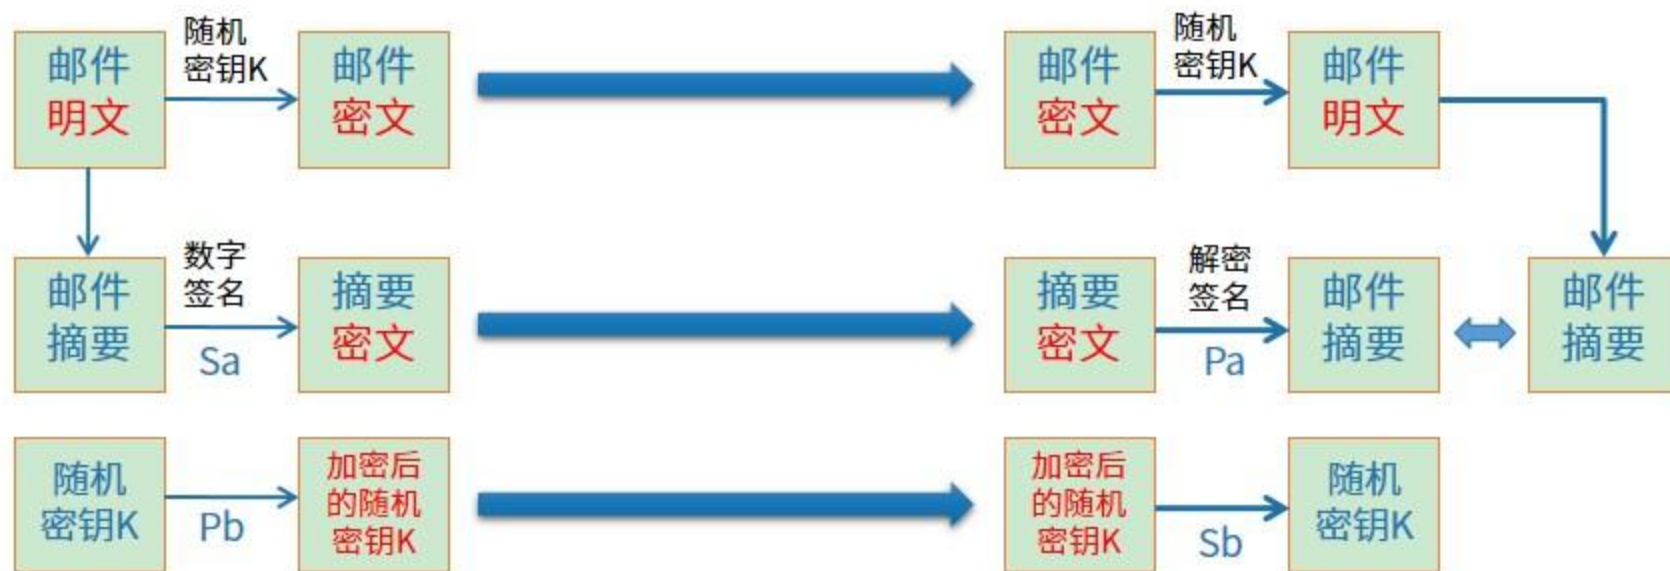 邮件
明文
随机
密钥K
邮件
密文
邮件
密文
随机
密钥K
邮件
明文
邮件
摘要
数字
签名
Sa
摘要
密文
摘要
密文
解密
签名
Pa
邮件
摘要
邮件
摘要
随机
密钥K
Pb
加密后
的随机
密钥K
加密后
的随机
密钥K
Sb
随机
密钥K